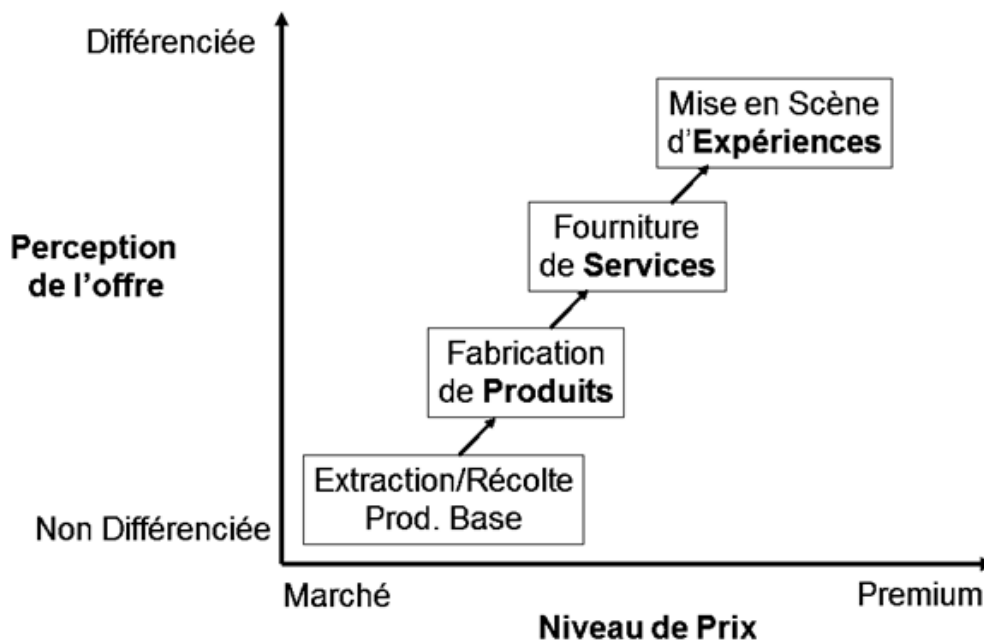 Différenciée
Mise en Scène
d'Expériences
Fourniture
de Services
Perception
de l'offre
Fabrication
de Produits
Extraction/Récolte
Prod. Base
Non Différenciée
Marché
Premium
Niveau de Prix